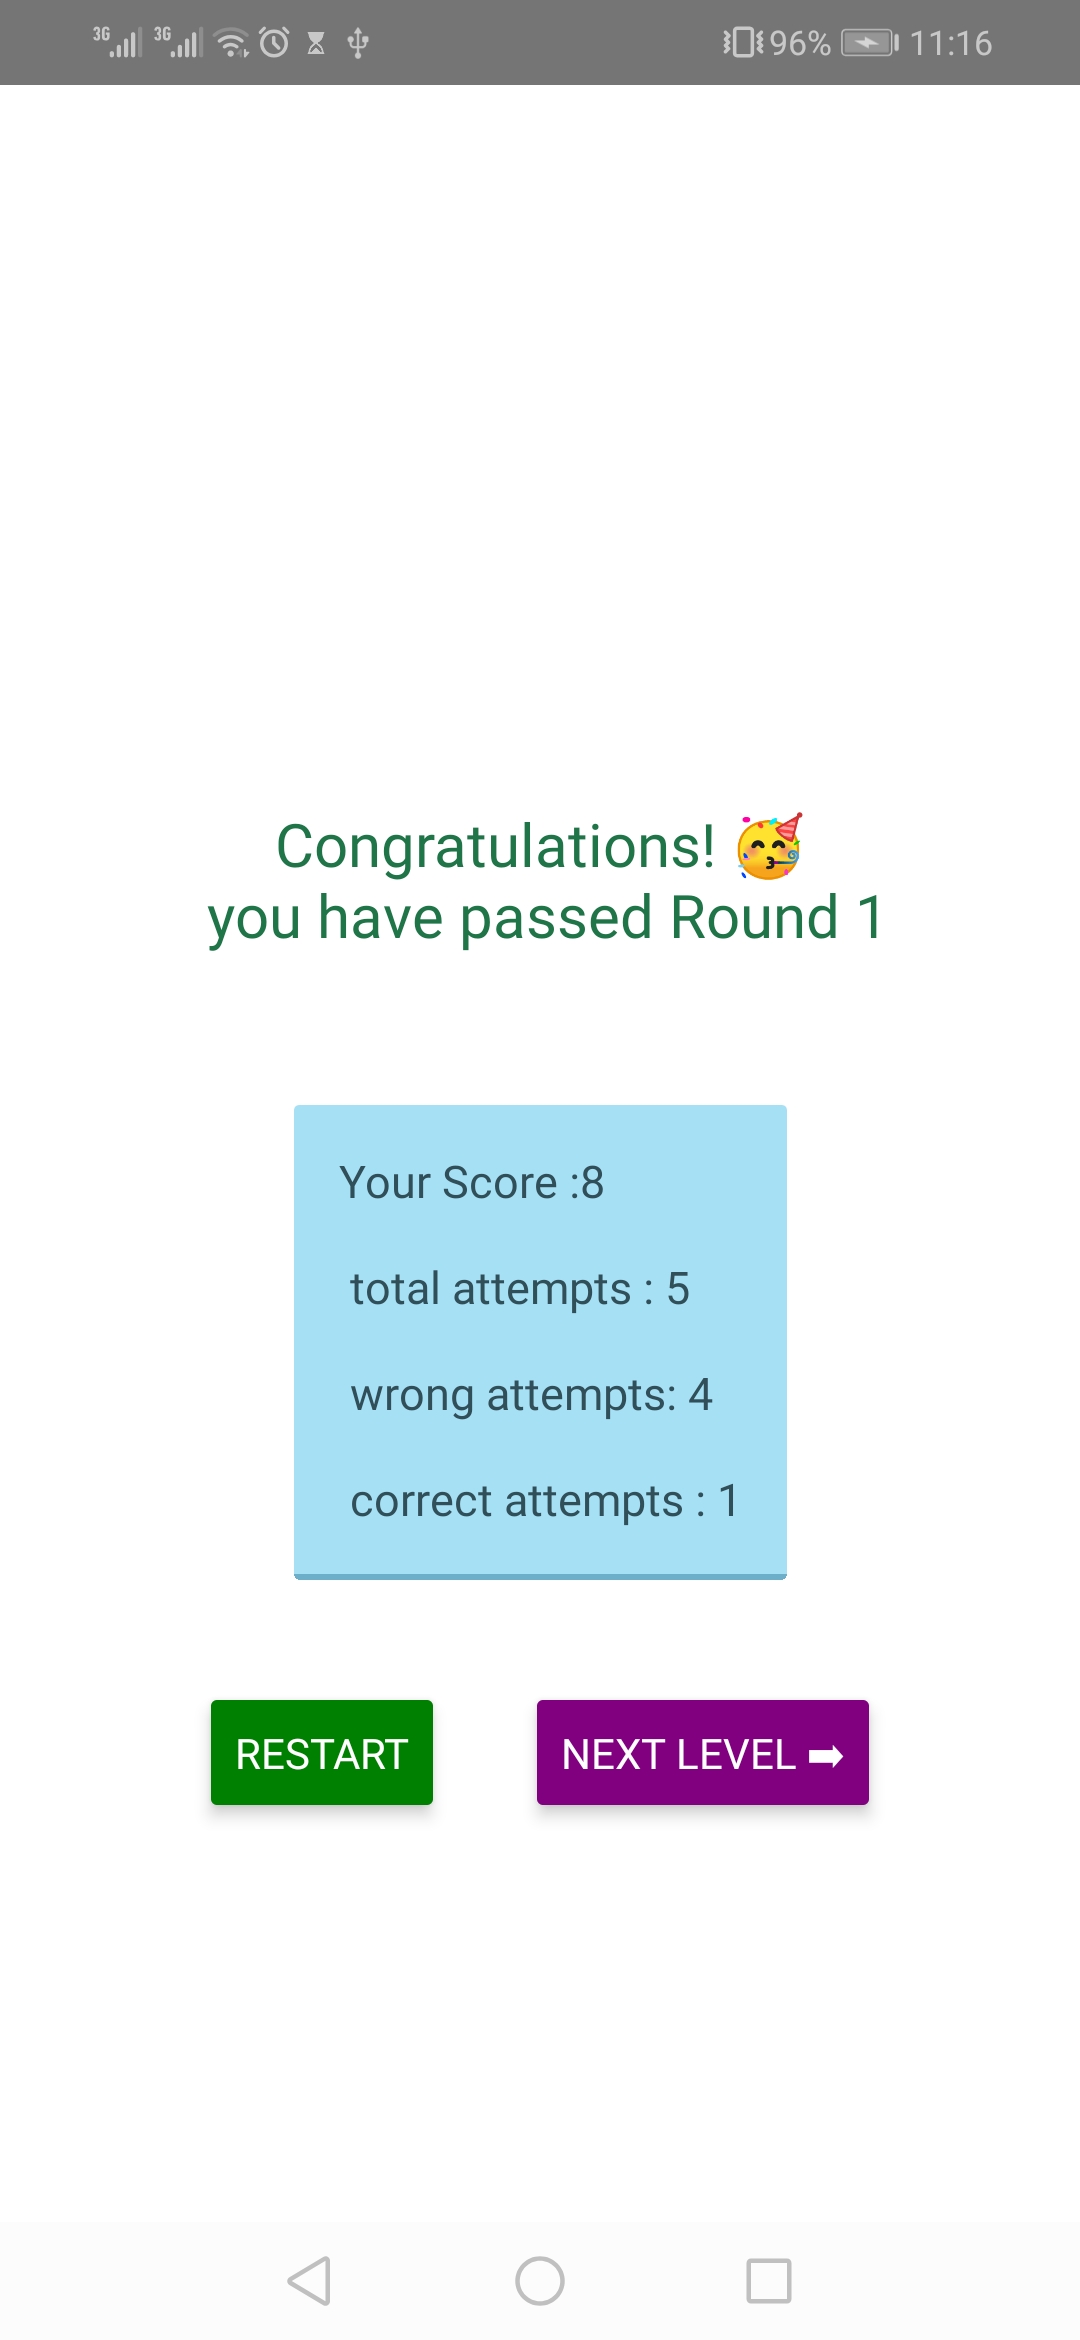 3G 3G 96% 11:16
Congratulations! 🥳
you have passed Round 1
Your Score :8
total attempts : 5
wrong attempts: 4
correct attempts : 1
RESTART NEXT LEVEL ➡